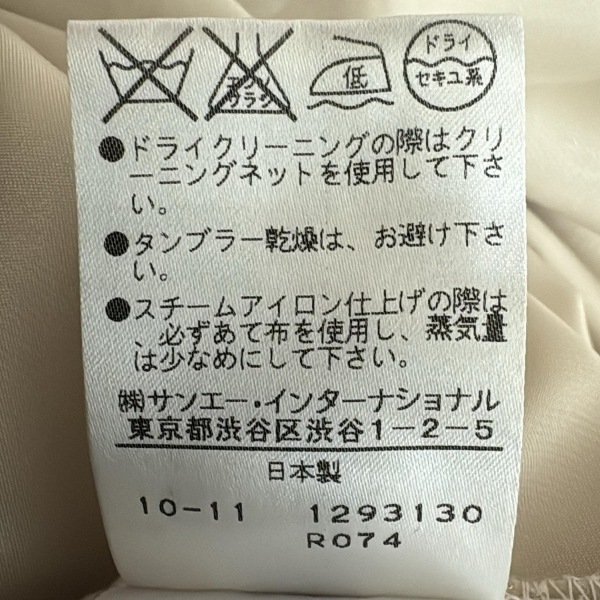 エンソ
サラシ
低
ドライ
セキユ系
●ドライクリーニングの際はクリ
ーニングネットを使用して下さ
い。
●タンブラー乾燥は、お避け下さ
い。
●スチームアイロン仕上げの際は
、必ずあて布を使用し、蒸気量
は少なめにして下さい。
㈱サンエー・インターナショナル
東京都渋谷区渋谷1-2-5
日本製
10-11 1293130
R074